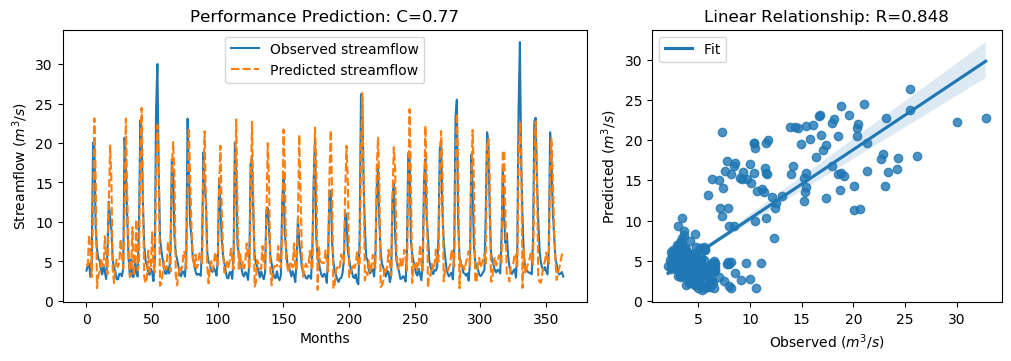 Performance Prediction: C=0.77
Observed streamflow
Predicted streamflow
Streamflow (m³/s)
30
25
20
15
10
5
0
0 50 100 150 200 250 300 350
Months
Linear Relationship: R=0.848
Fit
Predicted (m³/s)
30
25
20
15
10
5
0
5 10 15 20 25 30
Observed (m³/s)